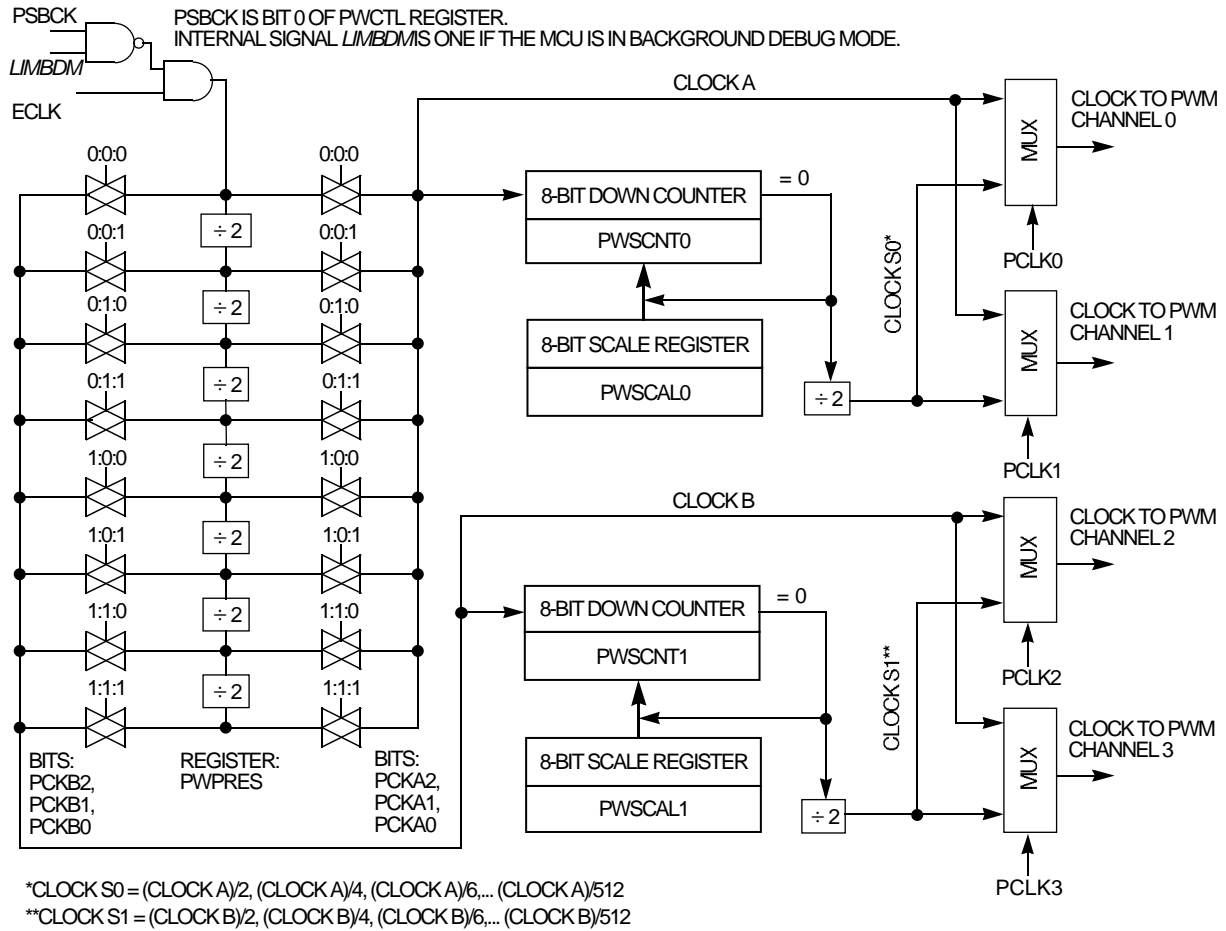 PSBCK
PSBCK IS BIT 0 OF PWCTL REGISTER.
INTERNAL SIGNAL LIMBDM IS ONE IF THE MCU IS IN BACKGROUND DEBUG MODE.
LIMBDM
ECLK
CLOCK A
CLOCK TO PWM
CHANNEL 0
MUX
PCLK0
0:0:0
0:0:0
÷ 2
0:0:1
0:0:1
÷ 2
0:1:0
0:1:0
÷ 2
0:1:1
0:1:1
÷ 2
1:0:0
1:0:0
÷ 2
1:0:1
1:0:1
÷ 2
1:1:0
1:1:0
÷ 2
1:1:1
1:1:1
8-BIT DOWN COUNTER
= 0
PWSCNT0
8-BIT SCALE REGISTER
PWSCAL0
÷ 2
CLOCK S0*
CLOCK TO PWM
CHANNEL 1
MUX
PCLK1
CLOCK B
CLOCK TO PWM
CHANNEL 2
MUX
PCLK2
8-BIT DOWN COUNTER
= 0
PWSCNT1
8-BIT SCALE REGISTER
PWSCAL1
÷ 2
CLOCK S1**
CLOCK TO PWM
CHANNEL 3
MUX
PCLK3
BITS:
PCKB2,
PCKB1,
PCKB0
REGISTER:
PWPRES
BITS:
PCKA2,
PCKA1,
PCKA0
*CLOCK S0 = (CLOCK A)/2, (CLOCK A)/4, (CLOCK A)/6,... (CLOCK A)/512
**CLOCK S1 = (CLOCK B)/2, (CLOCK B)/4, (CLOCK B)/6,... (CLOCK B)/512